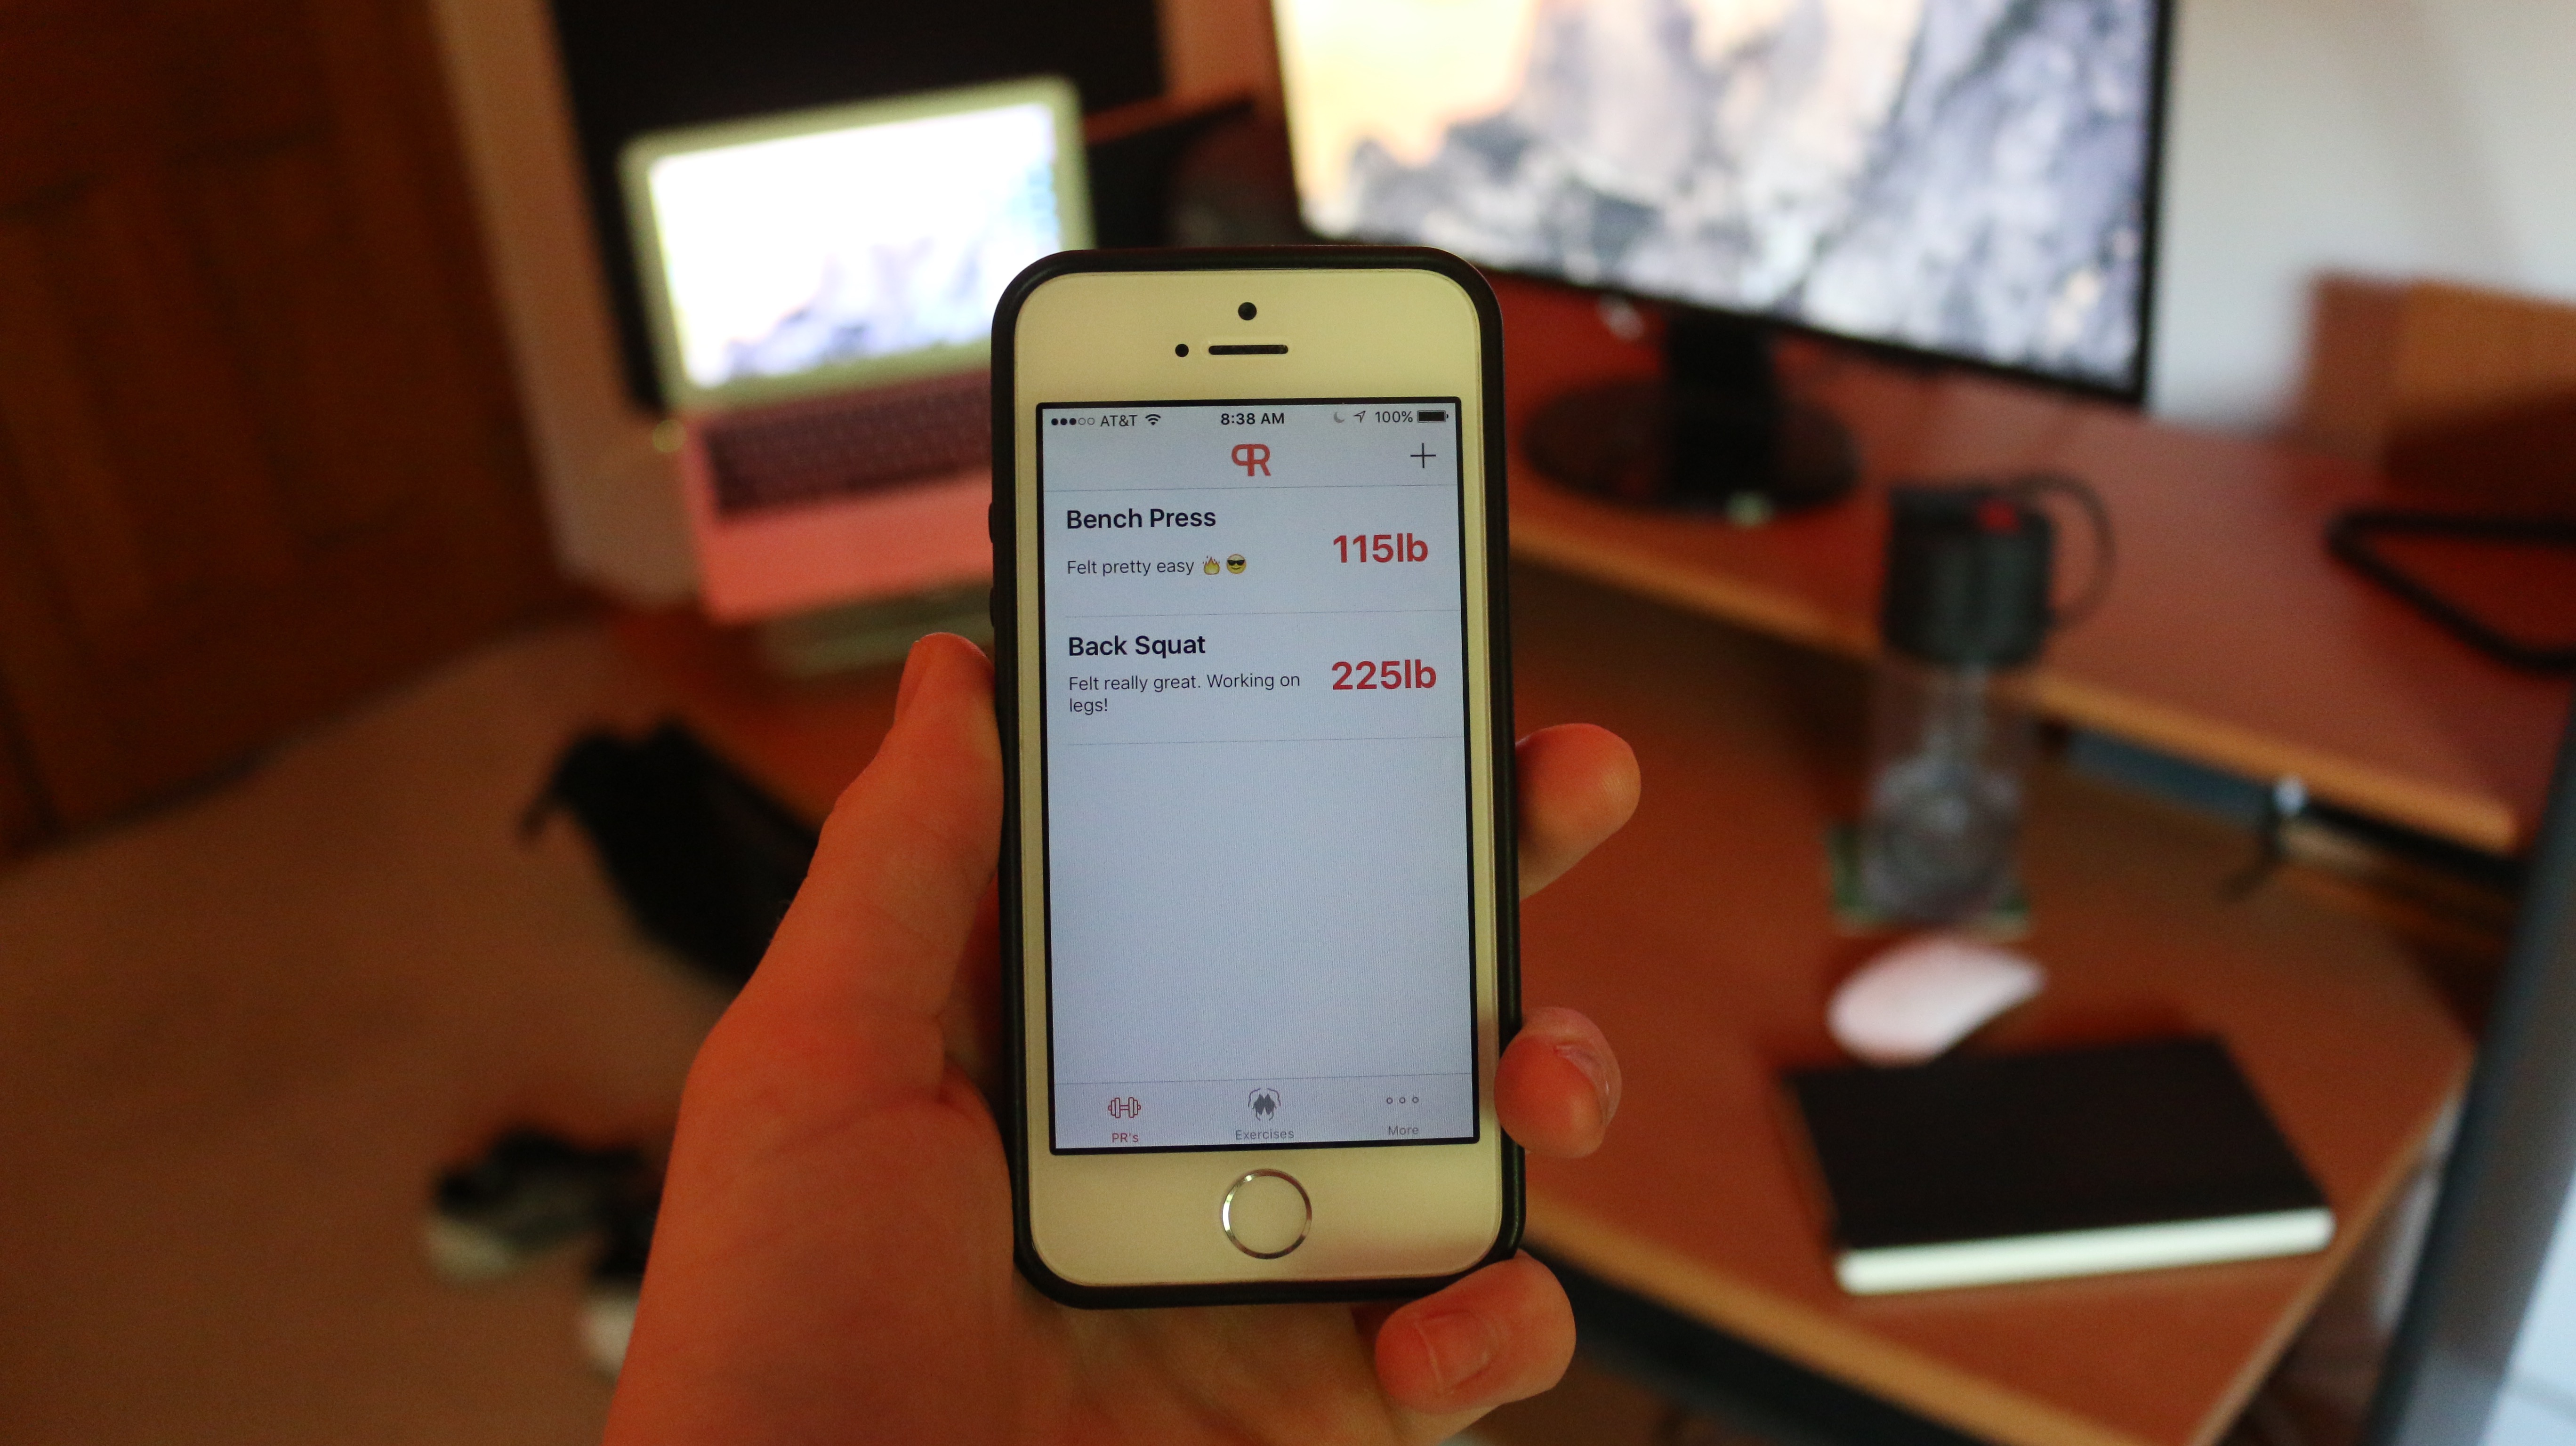 AT&T 8:38 AM 100%
PR
Bench Press
115lb
Felt pretty easy 🔥😎
Back Squat
225lb
Felt really great. Working on
legs!
PR's Exercises More